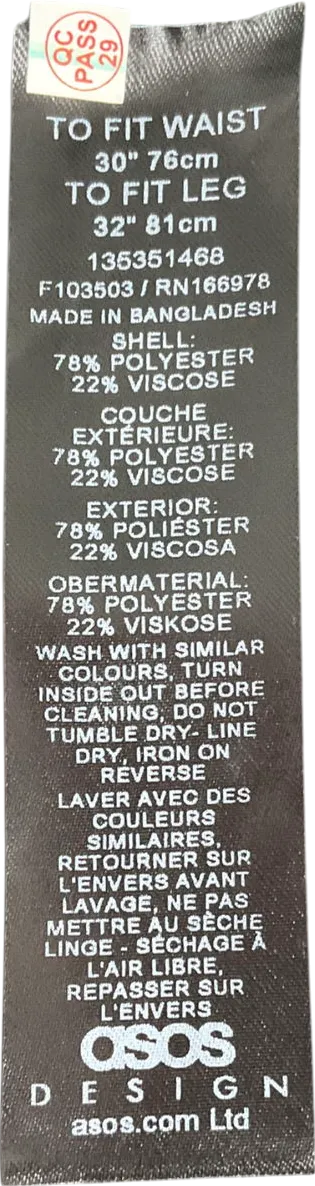 QC
PASS
29
TO FIT WAIST
30" 76cm
TO FIT LEG
32" 81cm
135351468
F103503 / RN166978
MADE IN BANGLADESH
SHELL:
78% POLYESTER
22% VISCOSE
COUCHE
EXTÉRIEURE:
78% POLYESTER
22% VISCOSE
EXTERIOR:
78% POLIÉSTER
22% VISCOSA
OBERMATERIAL:
78% POLYESTER
22% VISKOSE
WASH WITH SIMILAR
COLOURS, TURN
INSIDE OUT BEFORE
CLEANING, DO NOT
TUMBLE DRY- LINE
DRY, IRON ON
REVERSE
LAVER AVEC DES
COULEURS
SIMILAIRES,
RETOURNER SUR
L'ENVERS AVANT
LAVAGE, NE PAS
METTRE AU SÈCHE
LINGE - SÉCHAGE À
L'AIR LIBRE,
REPASSER SUR
L'ENVERS
asos
DESIGN
asos.com Ltd